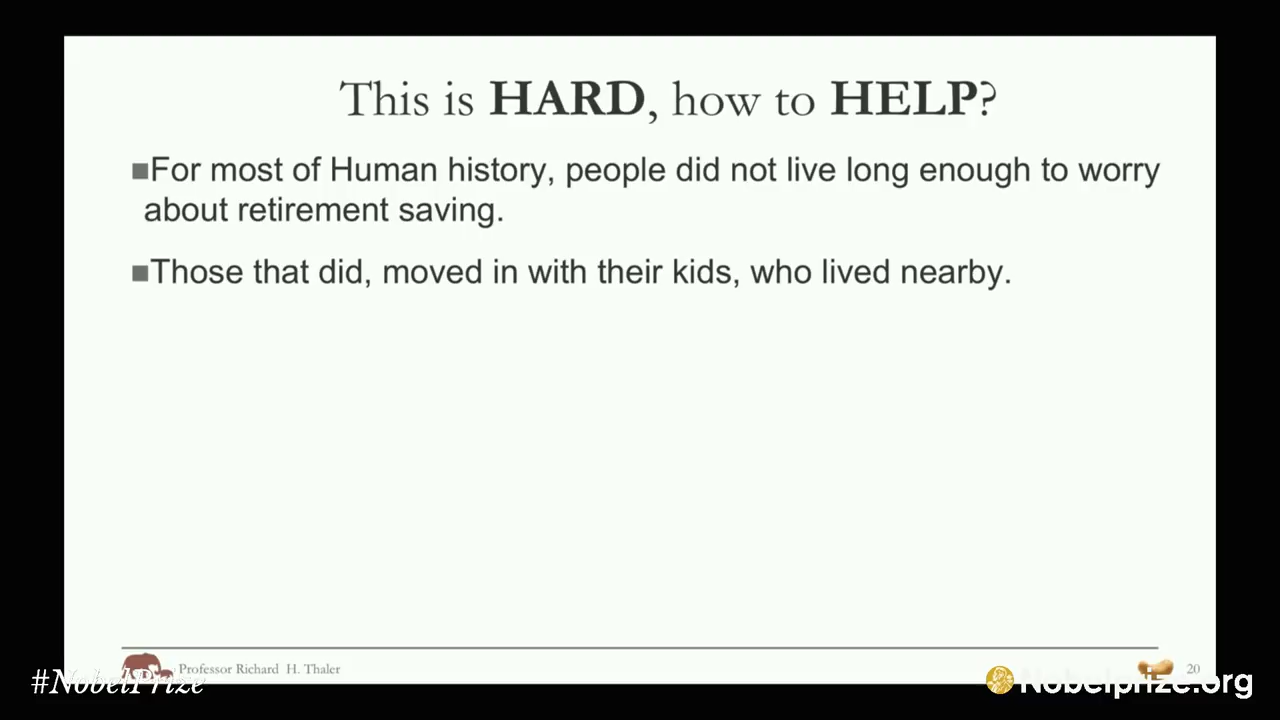 This is HARD, how to HELP?
■For most of Human history, people did not live long enough to worry
about retirement saving.
■Those that did, moved in with their kids, who lived nearby.
Professor Richard H. Thaler
20
#NobelPrize
Nobelprize.org